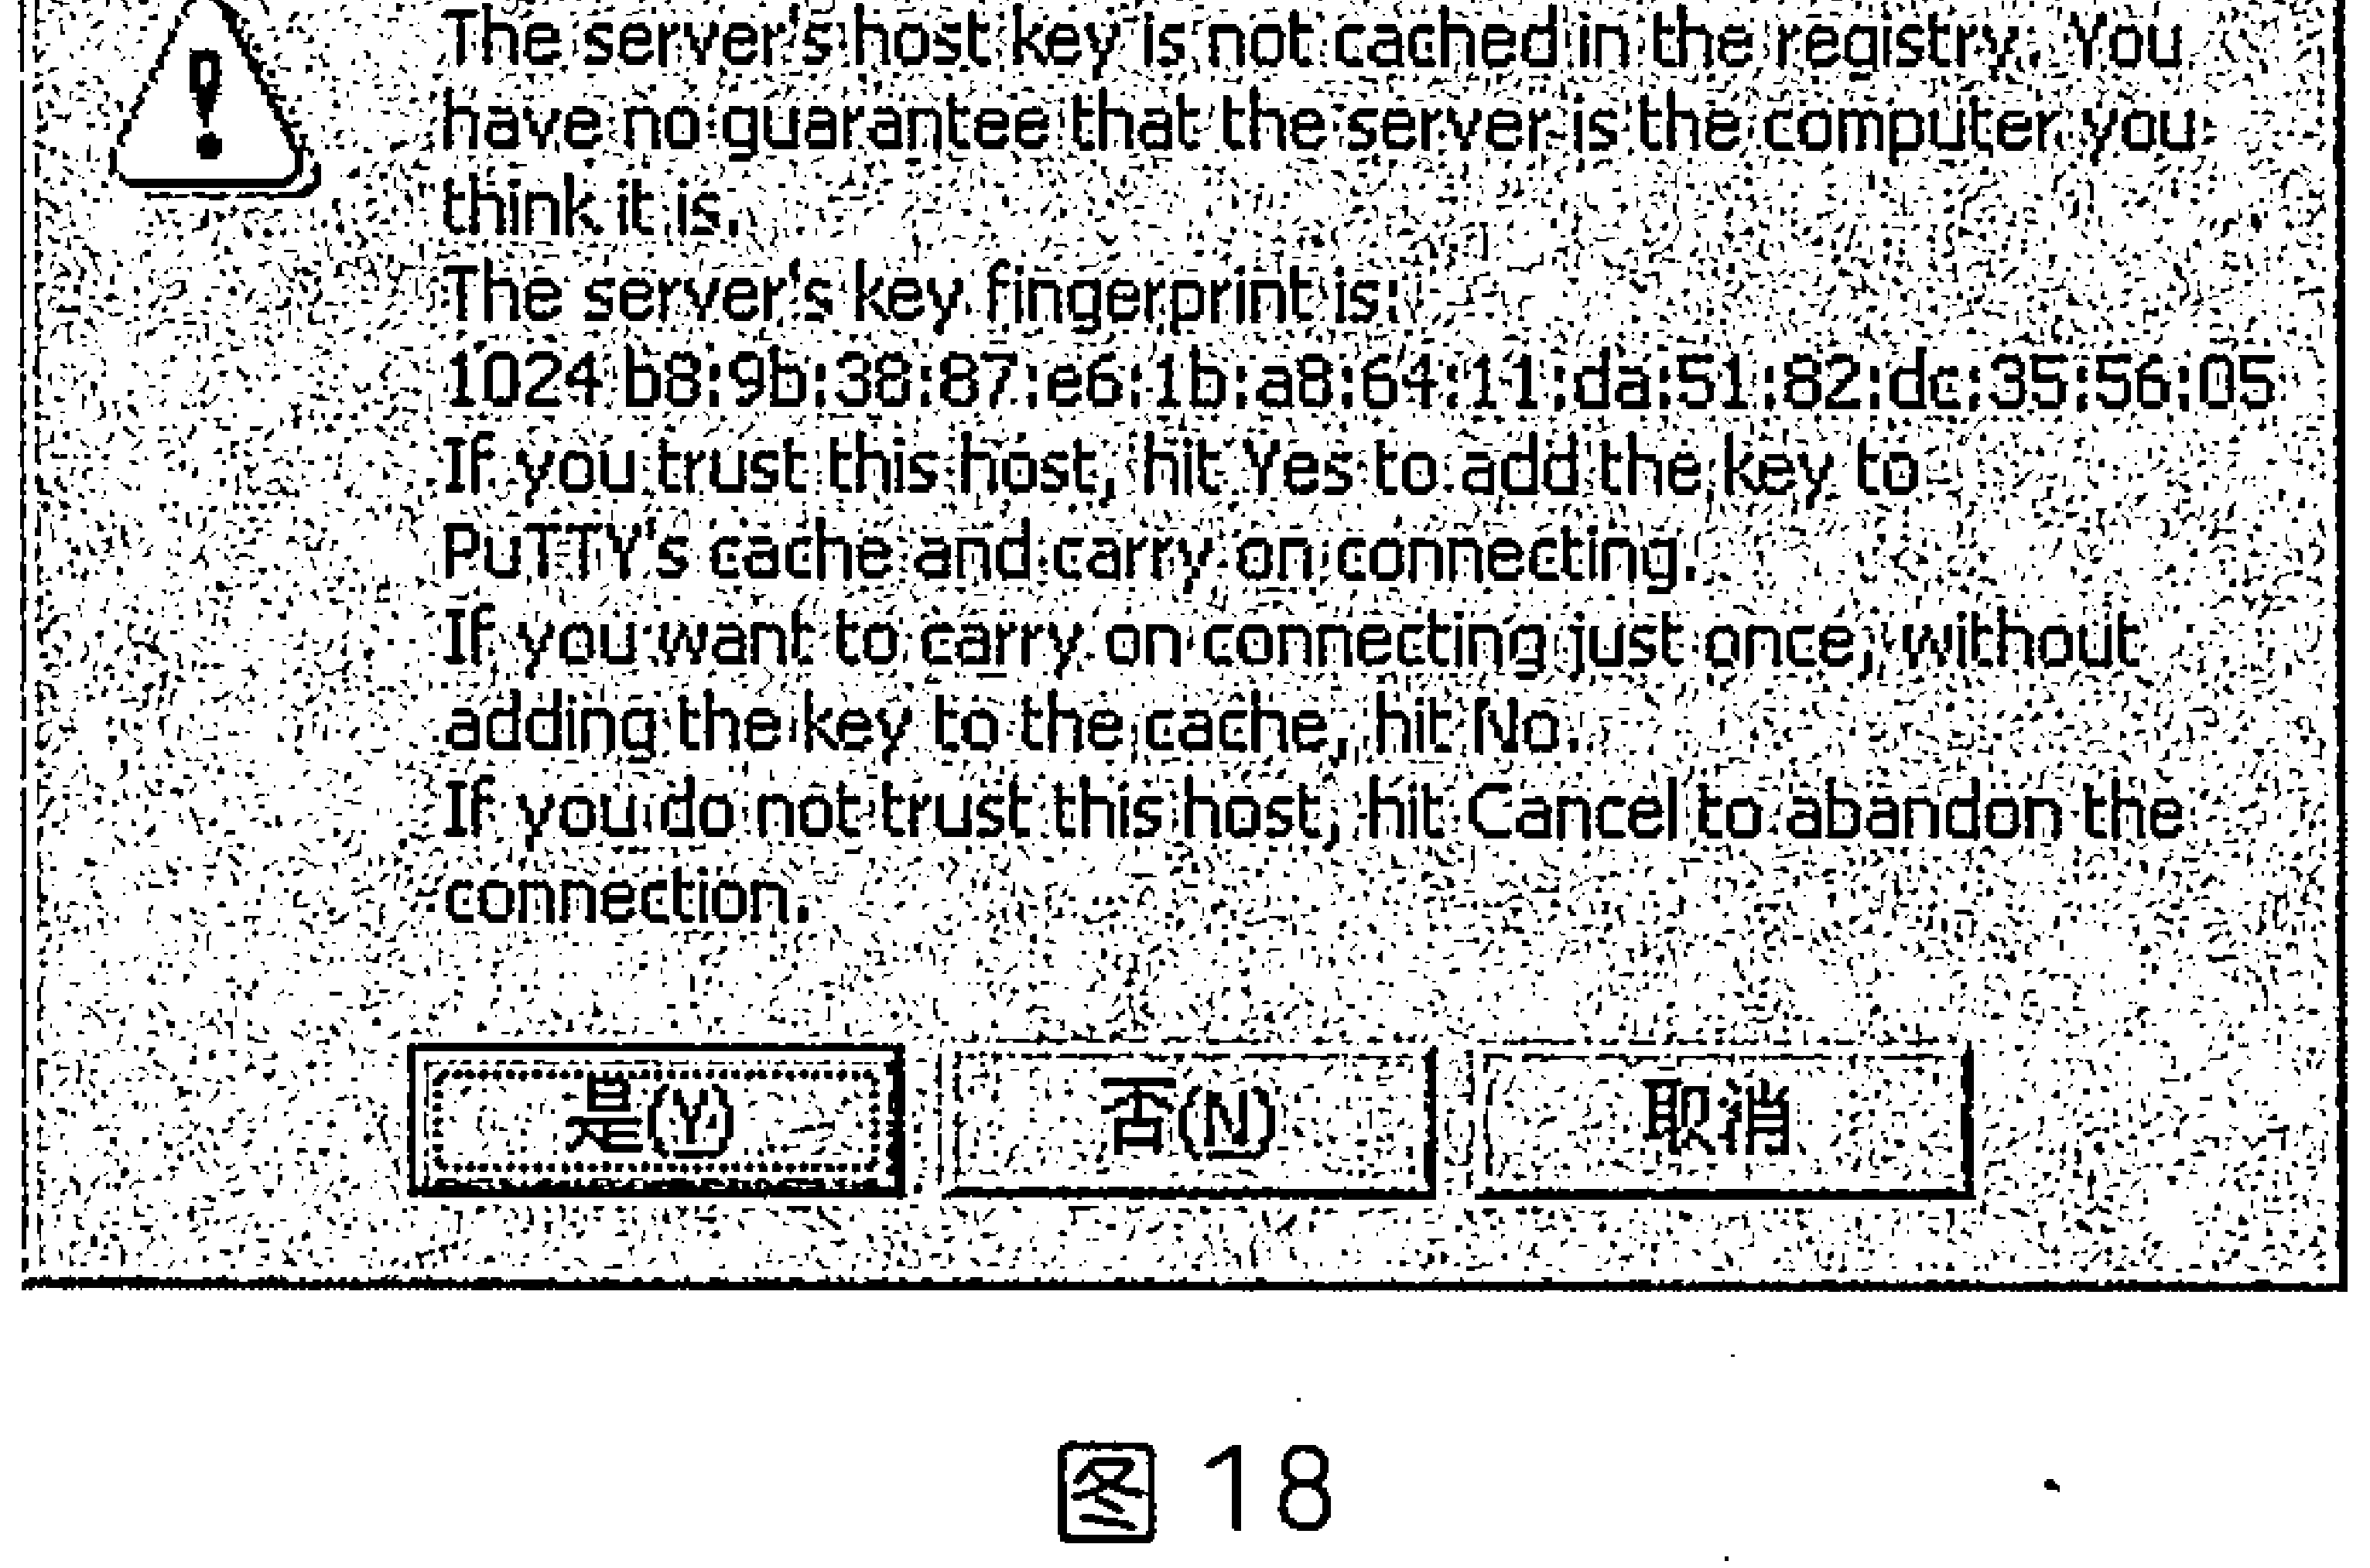 The server's host key is not cached in the registry. You
have no guarantee that the server is the computer you
think it is.
The server's key fingerprint is:
1024 b8:9b:38:87:e6:1b:a8:64:11:da:51:82:dc:35:56:05
If you trust this host, hit Yes to add the key to
PuTTY's cache and carry on connecting.
If you want to carry on connecting just once, without
adding the key to the cache, hit No.
If you do not trust this host, hit Cancel to abandon the
connection.
是(Y) 否(N) 取消
图 18